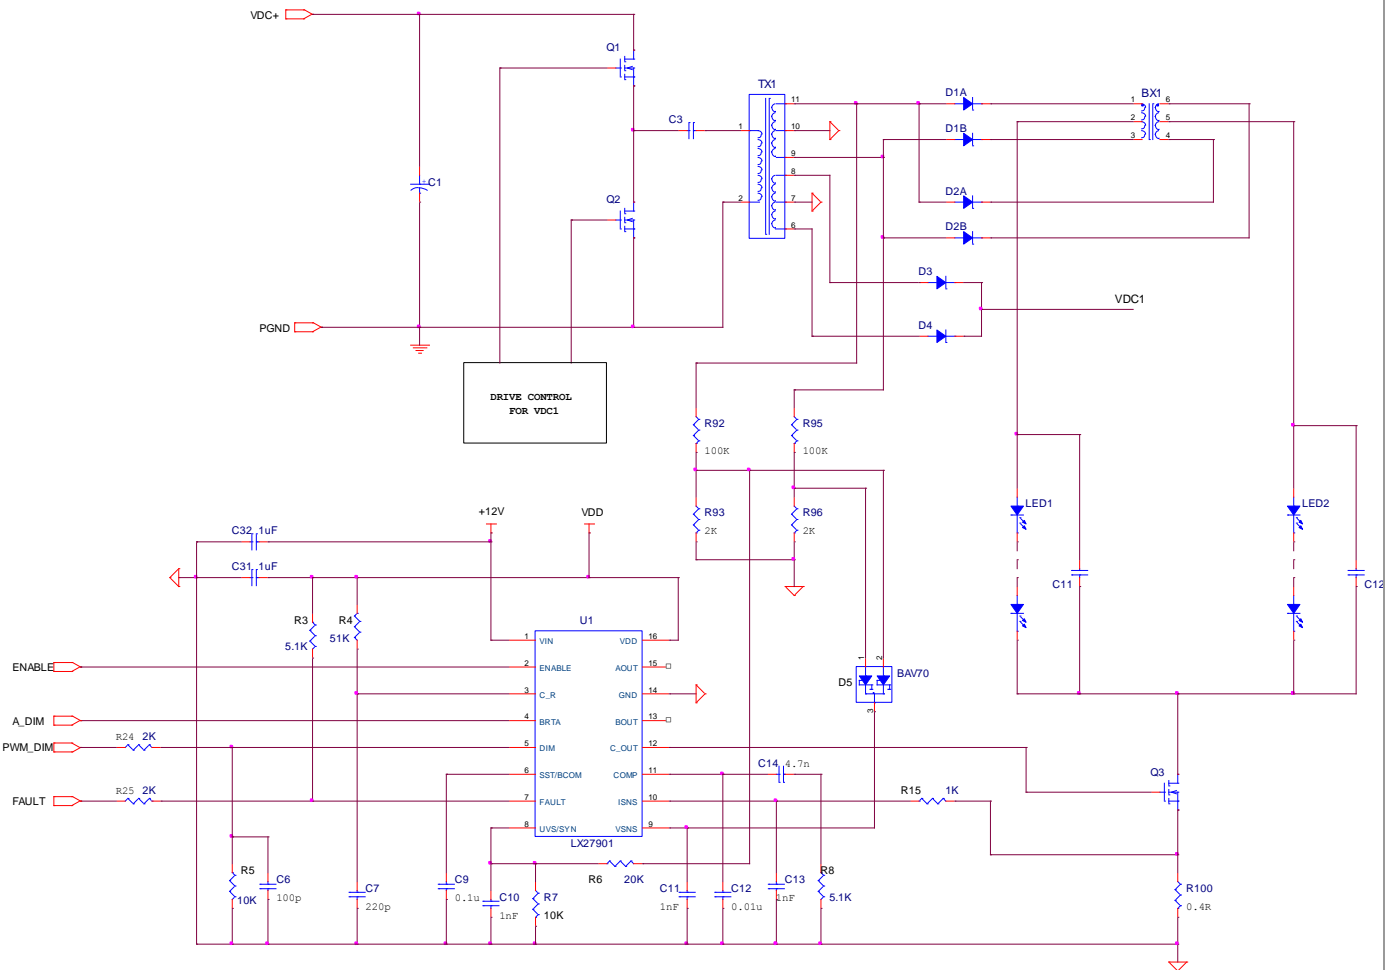 VDC+
Q1
TX1
D1A
BX1
11
1
6
C3
1
10
2
5
D1B
3
4
9
8
C1
Q2
2
7
D2A
6
D2B
D3
VDC1
PGND
D4
DRIVE CONTROL
FOR VDC1
R92
R95
100K
100K
+12V
VDD
R93
R96
2K
2K
LED1
LED2
C32 .1uF
C31 .1uF
C11
C12
R3
R4
5.1K
51K
U1
1 VIN VDD 16
ENABLE
2 ENABLE AOUT 15
1 2
D5
BAV70
1 1
3
3 C_R GND 14
A_DIM
4 BRTA BOUT 13
PWM_DIM
R24 2K
5 DIM C_OUT 12
6 SST/BCOM COMP 11
C14 4.7n
Q3
FAULT
R25 2K
7 FAULT ISNS 10
R15 1K
8 UVS/SYN VSNS 9
LX27901
R5
10K
C6
100p
C7
220p
C9
0.1u
C10
1nF
R7
10K
R6 20K
C11
1nF
C12
0.01u
C13
1nF
R8
5.1K
R100
0.4R